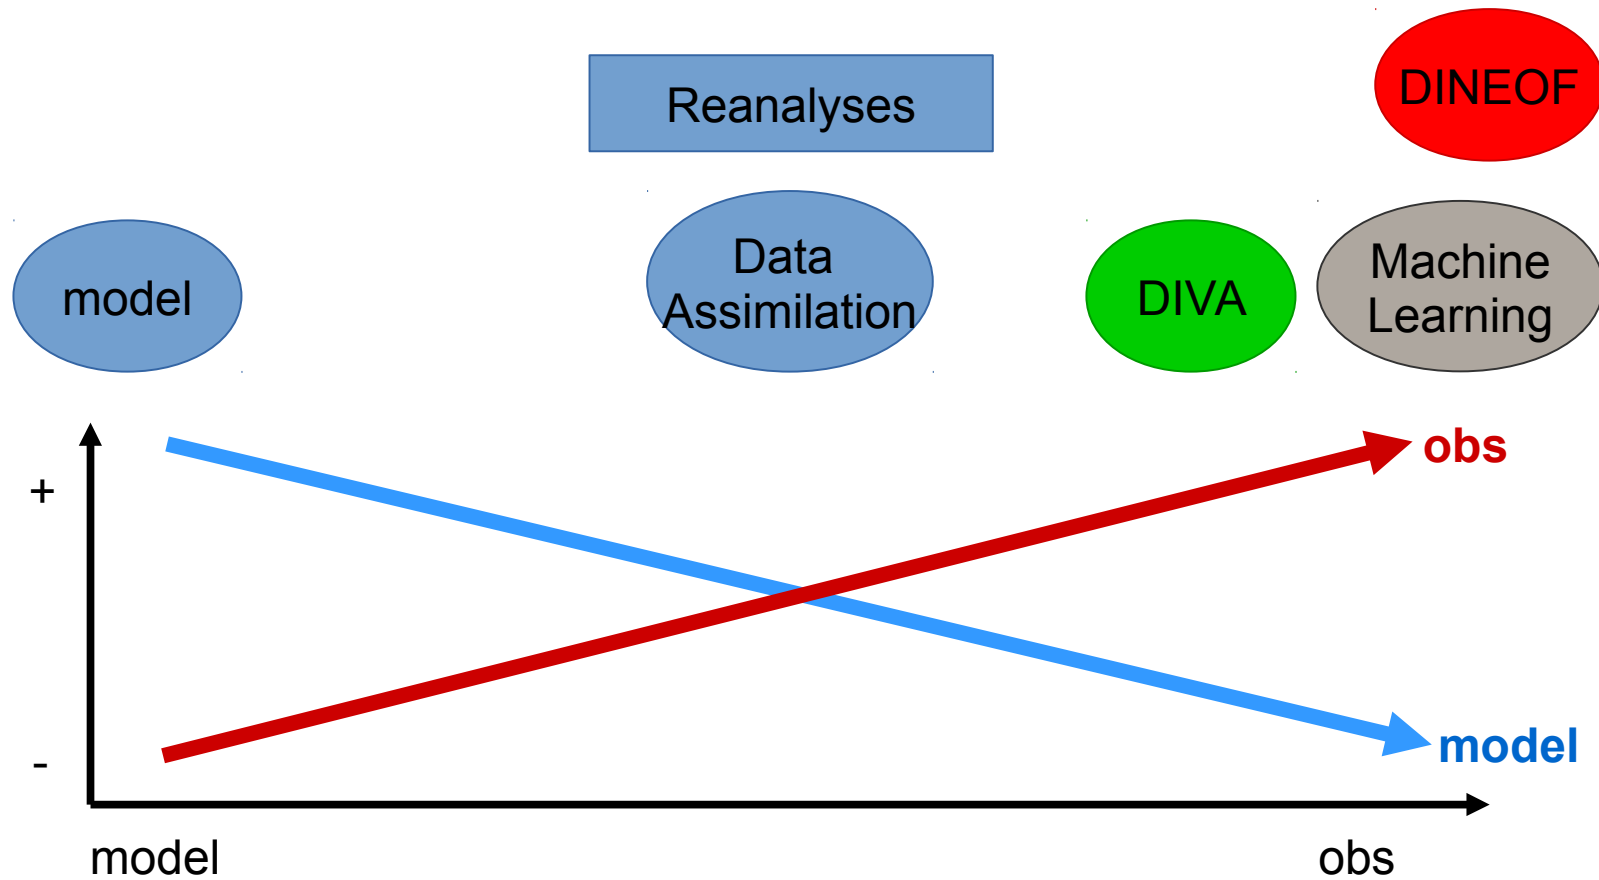 DINEOF
Reanalyses
Data
Assimilation
model
DIVA
Machine
Learning
obs
+
-
model
model
obs